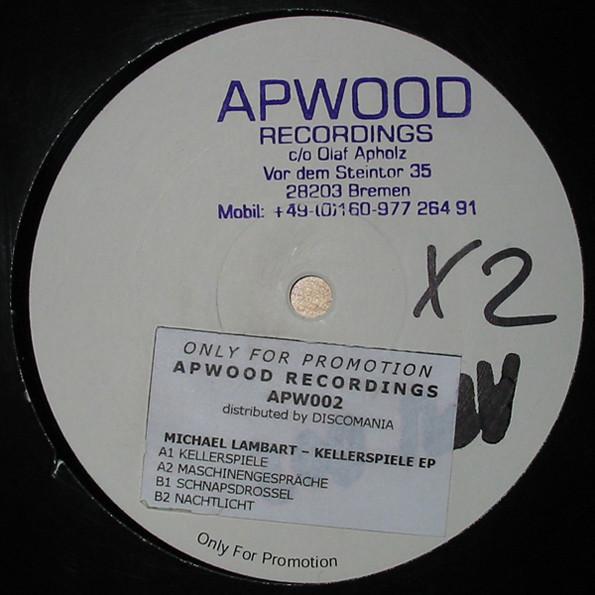 APWOOD
RECORDINGS
c/o Olaf Apholz
Vor dem Steintor 35
28203 Bremen
Mobil: +49-(0)160-977 264 91
X2
ONLY FOR PROMOTION
APWOOD RECORDINGS
APW002
distributed by DISCOMANIA
MICHAEL LAMBART – KELLERSPIELE EP
A1 KELLERSPIELE
A2 MASCHINENGESPRÄCHE
B1 SCHNAPSDROSSEL
B2 NACHTLICHT
Only For Promotion